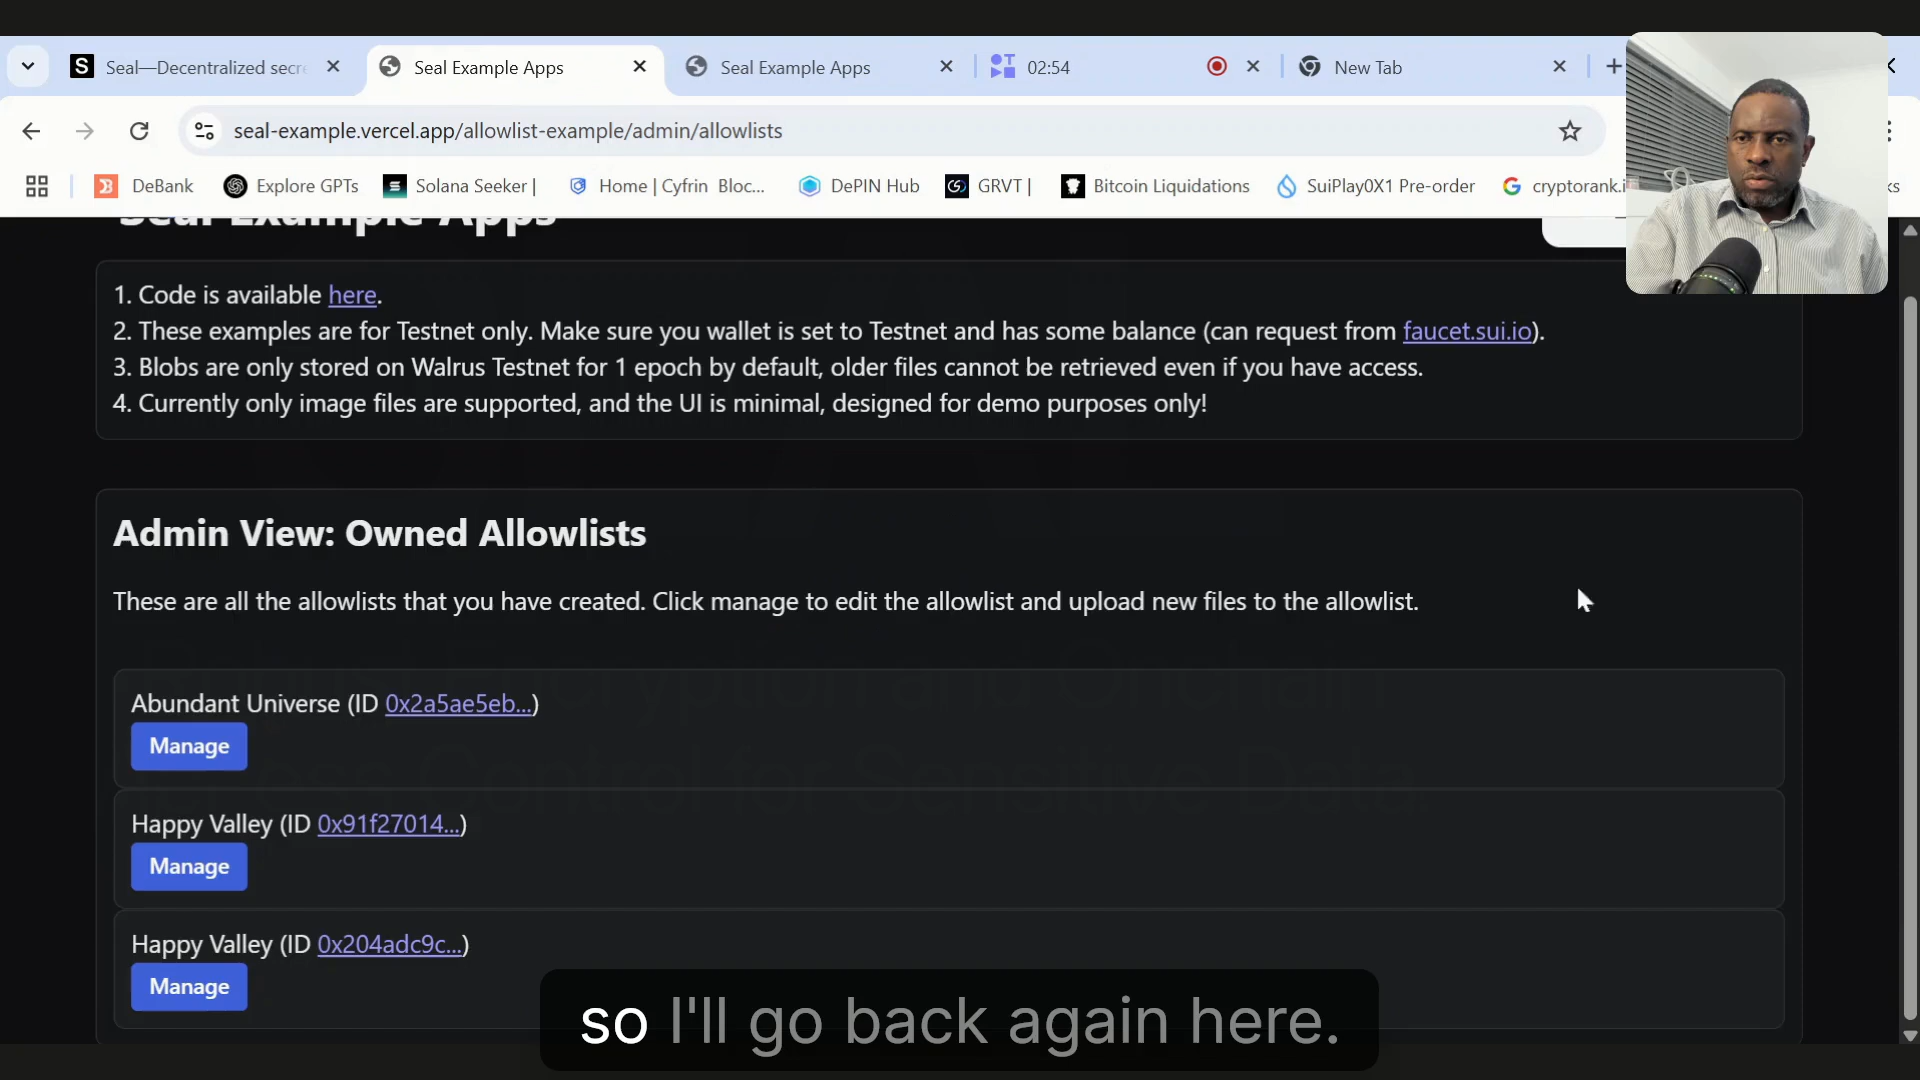 Seal—Decentralized secre
Seal Example Apps
Seal Example Apps
02:54
New Tab
seal-example.vercel.app/allowlist-example/admin/allowlists
DeBank
Explore GPTs
Solana Seeker |
Home | Cyfrin Bloc...
DePIN Hub
GRVT |
Bitcoin Liquidations
SuiPlay0X1 Pre-order
cryptorank.i
Seal Example Apps
1. Code is available here.
2. These examples are for Testnet only. Make sure you wallet is set to Testnet and has some balance (can request from faucet.sui.io).
3. Blobs are only stored on Walrus Testnet for 1 epoch by default, older files cannot be retrieved even if you have access.
4. Currently only image files are supported, and the UI is minimal, designed for demo purposes only!
Admin View: Owned Allowlists
These are all the allowlists that you have created. Click manage to edit the allowlist and upload new files to the allowlist.
Abundant Universe (ID 0x2a5ae5eb...)
Manage
Happy Valley (ID 0x91f27014...)
Manage
Happy Valley (ID 0x204adc9c...)
Manage
so I'll go back again here.